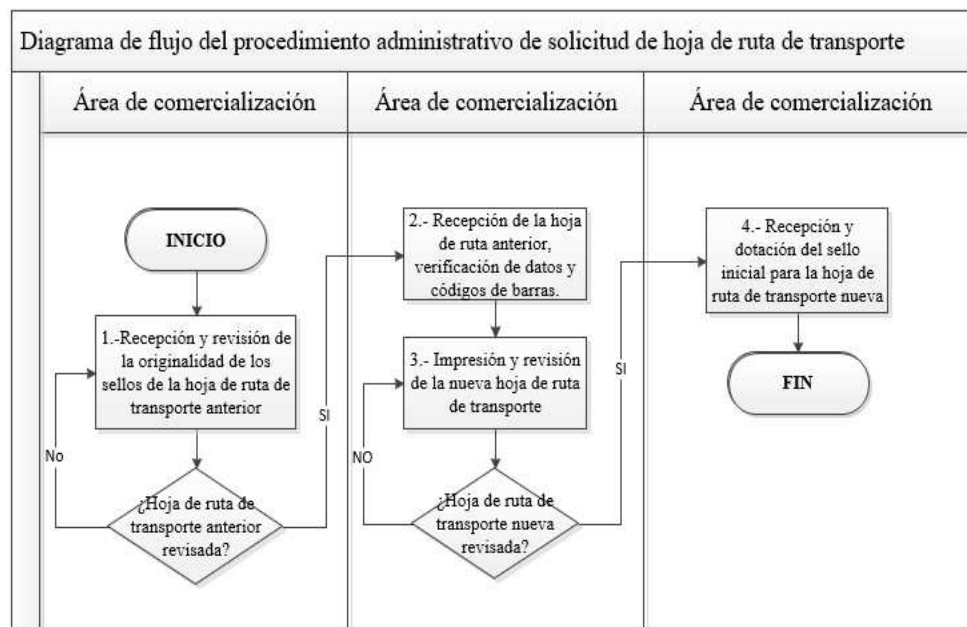 Diagrama de flujo del procedimiento administrativo de solicitud de hoja de ruta de transporte
Área de comercialización
Área de comercialización
Área de comercialización
INICIO
1.-Recepción y revisión de
la originalidad de los
sellos de la hoja de ruta de
transporte anterior
No
¿Hoja de ruta de
transporte anterior
revisada?
SI
2.- Recepción de la hoja
de ruta anterior,
verificación de datos y
códigos de barras.
3.- Impresión y revisión
de la nueva hoja de ruta
de transporte
NO
¿Hoja de ruta de
transporte nueva
revisada?
SI
4.- Recepción y
dotación del sello
inicial para la hoja de
ruta de transporte nueva
FIN